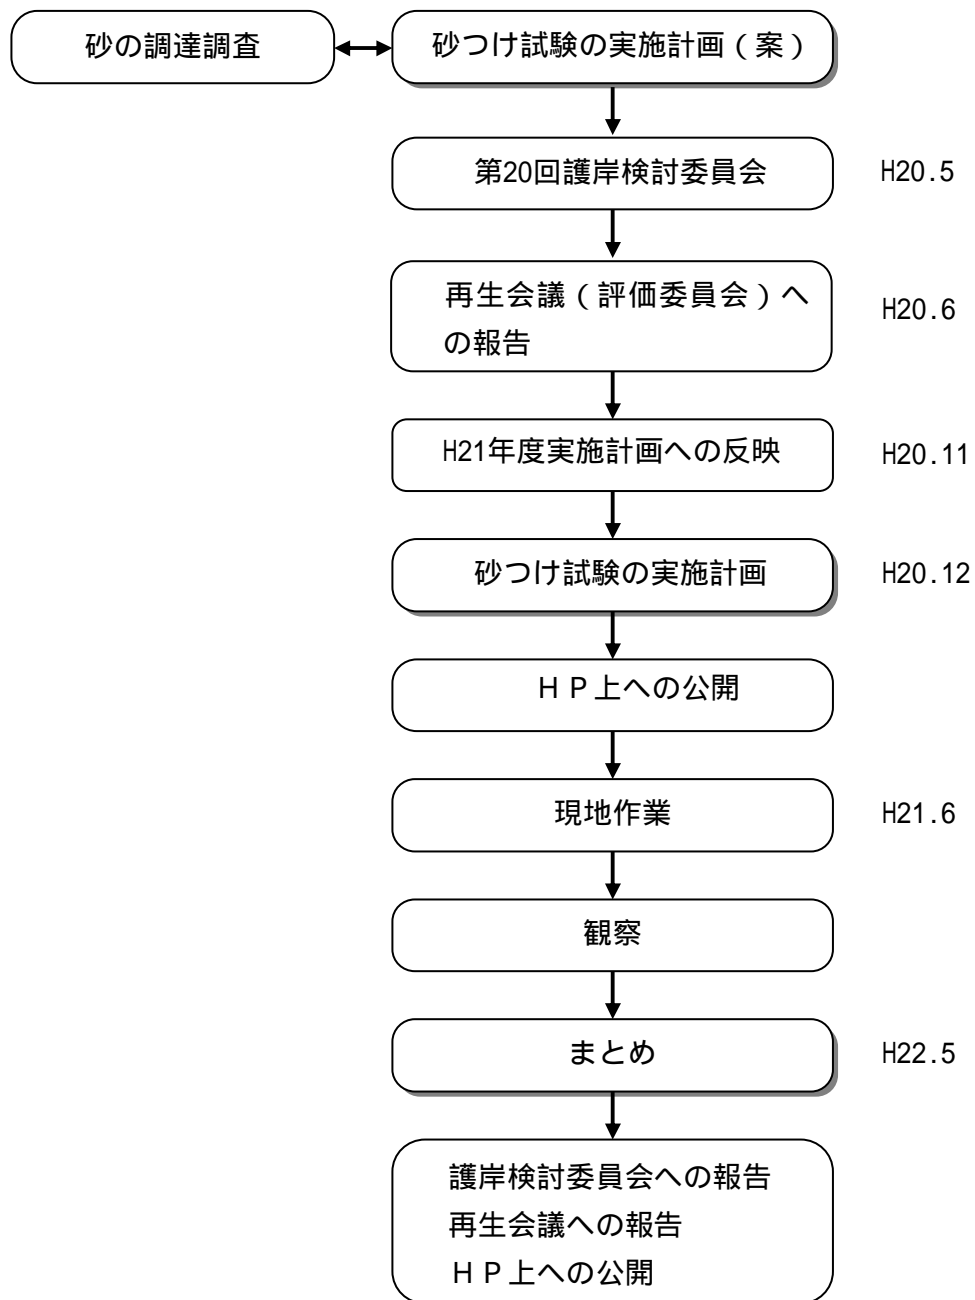 砂の調達調査
砂つけ試験の実施計画（案）
第20回護岸検討委員会
H20.5
再生会議（評価委員会）へ
の報告
H20.6
H21年度実施計画への反映
H20.11
砂つけ試験の実施計画
H20.12
ＨＰ上への公開
現地作業
H21.6
観察
まとめ
H22.5
護岸検討委員会への報告
再生会議への報告
ＨＰ上への公開